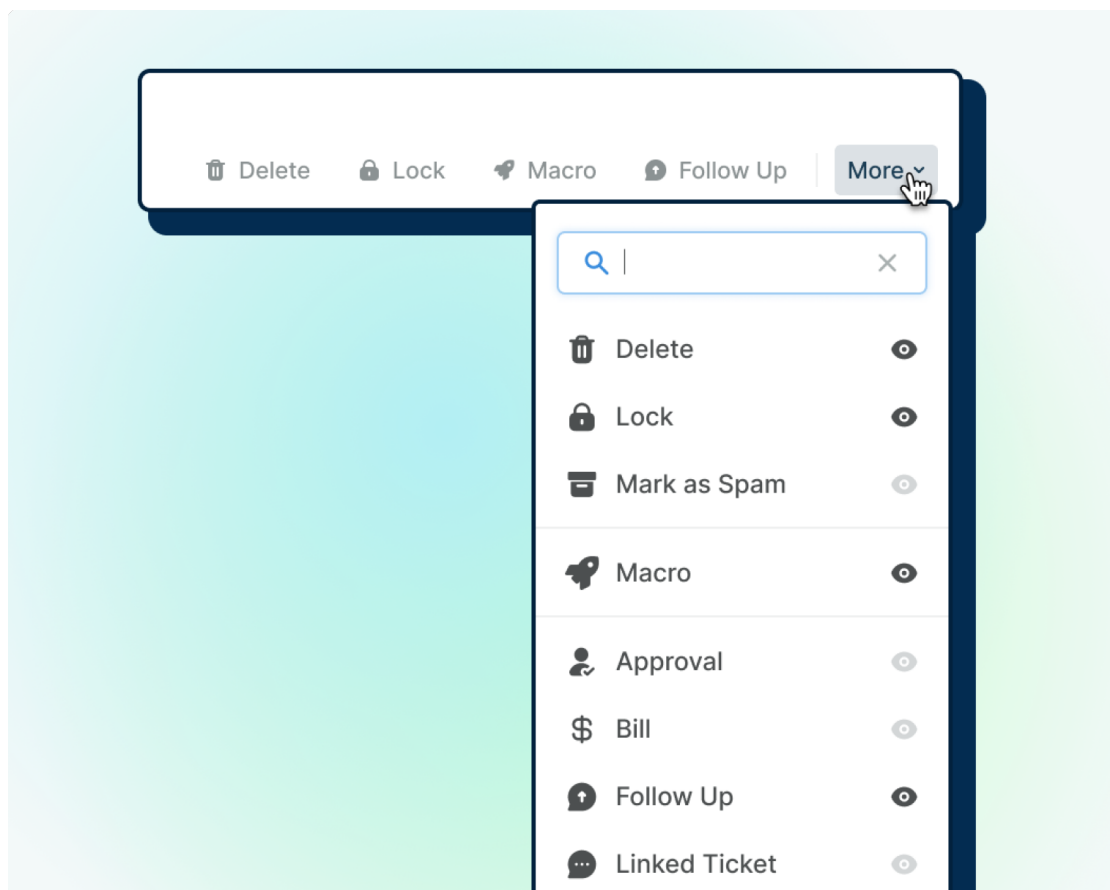 Delete Lock Macro Follow Up More
Delete
Lock
Mark as Spam
Macro
Approval
Bill
Follow Up
Linked Ticket